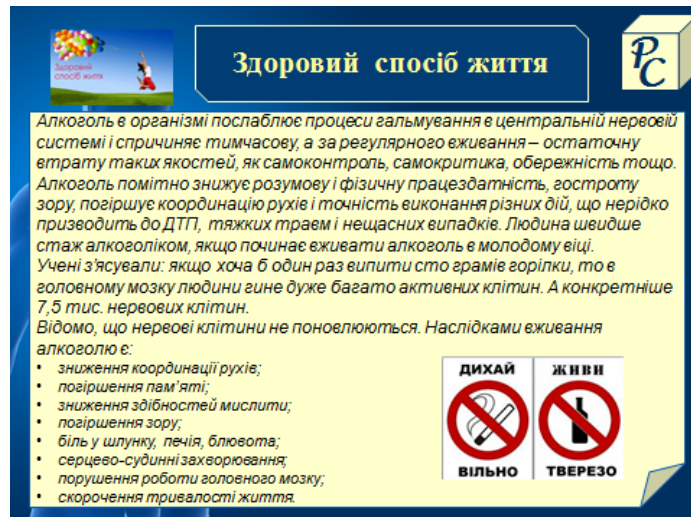 Здоровий
спосіб життя
Здоровий спосіб життя
РС
Алкоголь в організмі послаблює процеси гальмування в центральній нервовій
системі і спричиняє тимчасову, а за регулярного вживання – остаточну
втрату таких якостей, як самоконтроль, самокритика, обережність тощо.
Алкоголь помітно знижує розумову і фізичну працездатність, гостроту
зору, погіршує координацію рухів і точність виконання різних дій, що нерідко
призводить до ДТП, тяжких травм і нещасних випадків. Людина швидше
стає алкоголіком, якщо починає вживати алкоголь в молодому віці.
Учені з’ясували: якщо хоча б один раз випити сто грамів горілки, то в
головному мозку людини гине дуже багато активних клітин. А конкретніше
7,5 тис. нервових клітин.
Відомо, що нервові клітини не поновлюються. Наслідками вживання
алкоголю є:
• зниження координації рухів;
• погіршення пам’яті;
• зниження здібностей мислити;
• погіршення зору;
• біль у шлунку, печія, блювота;
• серцево-судинні захворювання;
• порушення роботи головного мозку;
• скорочення тривалості життя.
ДИХАЙ
ВІЛЬНО
ЖИВИ
ТВЕРЕЗО